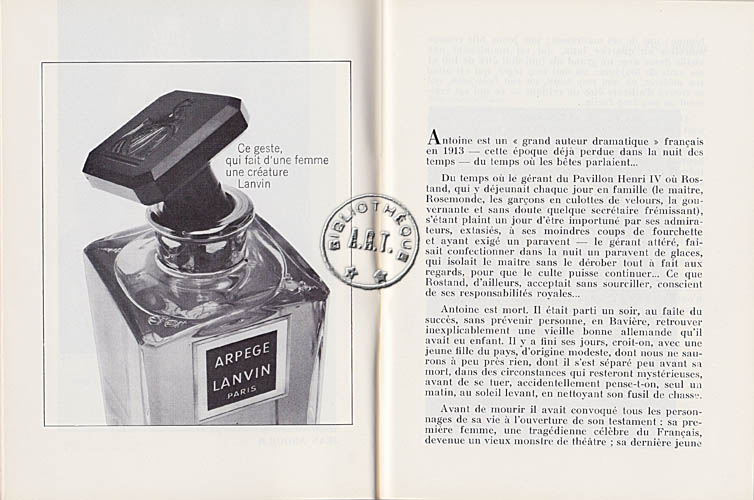 Ce geste,
qui fait d'une femme
une créature
Lanvin
ARPEGE
LANVIN
PARIS
BIBLIOTHÈQUE
A.R.T.
Antoine est un « grand auteur dramatique » français
en 1913 — cette époque déjà perdue dans la nuit des
temps — du temps où les bêtes parlaient...
Du temps où le gérant du Pavillon Henri IV où Ros-
tand, qui y déjeunait chaque jour en famille (le maître,
Rosemonde, les garçons en culottes de velours, la gou-
vernante et sans doute quelque secrétaire frémissant),
s'étant plaint un jour d'être importuné par ses admira-
teurs, extasiés, à ses moindres coups de fourchette
et ayant exigé un paravent — le gérant attéré, fai-
sait confectionner dans la nuit un paravent de glaces,
qui isolait le maître sans le dérober tout à fait aux
regards, pour que le culte puisse continuer... Ce que
Rostand, d'ailleurs, acceptait sans sourciller, conscient
de ses responsabilités royales...
Antoine est mort. Il était parti un soir, au faîte du
succès, sans prévenir personne, en Bavière, retrouver
inexplicablement une vieille bonne allemande qu'il
avait eu enfant. Il y a fini ses jours, croit-on, avec une
jeune fille du pays, d'origine modeste, dont nous ne sau-
rons à peu près rien, dont il s'est séparé peu avant sa
mort, dans des circonstances qui resteront mystérieuses,
avant de se tuer, accidentellement pense-t-on, seul un
matin, au soleil levant, en nettoyant son fusil de chasse.
Avant de mourir il avait convoqué tous les person-
nages de sa vie à l'ouverture de son testament : sa pre-
mière femme, une tragédienne célèbre du Français,
devenue un vieux monstre de théâtre ; sa dernière jeune